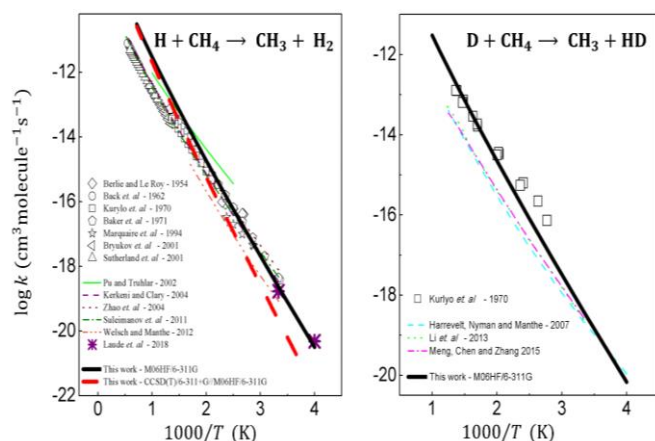 H + CH₄ → CH₃ + H₂
log k (cm³molecule⁻¹s⁻¹)
-12
-14
-16
-18
-20
-22
Berlie and Le Roy - 1954
Back et. al - 1962
Kurylo et. al - 1970
Baker et. al - 1971
Marquaire et. al - 1994
Bryukov et. al - 2001
Sutherland et. al - 2001
Pu and Truhlar - 2002
Kerkeni and Clary - 2004
Zhao et. al - 2004
Suleimanov et. al - 2011
Welsch and Manthe - 2012
Laude et. al - 2018
This work - M06HF/6-311G
This work - CCSD(T)/6-311+G//M06HF/6-311G
0 1 2 3 4
1000/T (K)
D + CH₄ → CH₃ + HD
-12
-14
-16
-18
-20
Kurlyo et. al - 1970
Harrevelt, Nyman and Manthe - 2007
Li et. al - 2013
Meng, Chen and Zhang 2015
This work - M06HF/6-311G
1 2 3 4
1000/T (K)